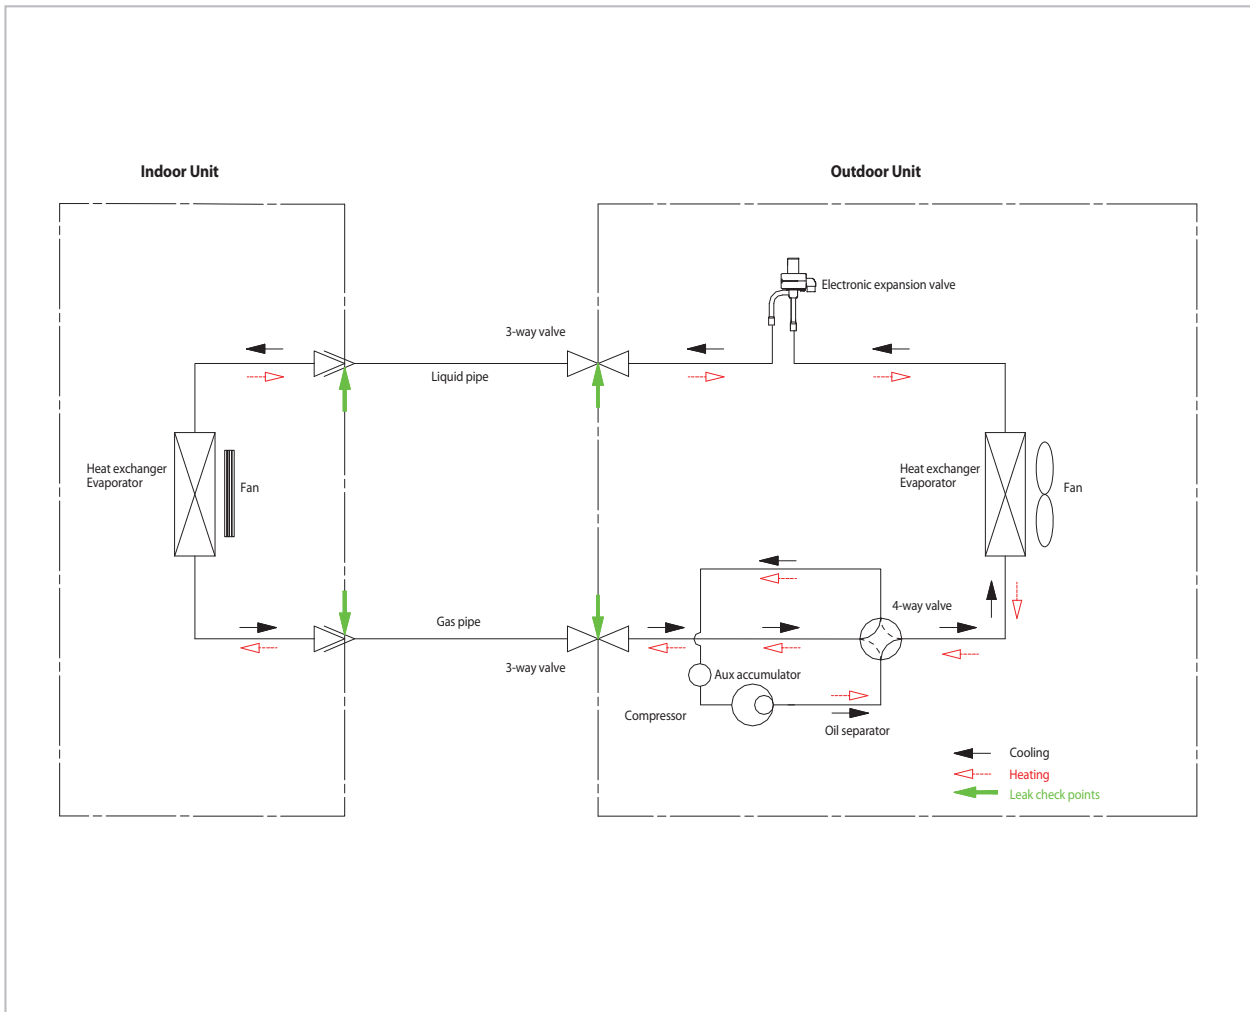 Indoor Unit
Outdoor Unit
Electronic expansion valve
3-way valve
Liquid pipe
Heat exchanger
Evaporator
Fan
Heat exchanger
Evaporator
Fan
4-way valve
Gas pipe
3-way valve
Aux accumulator
Compressor
Oil separator
Cooling
Heating
Leak check points